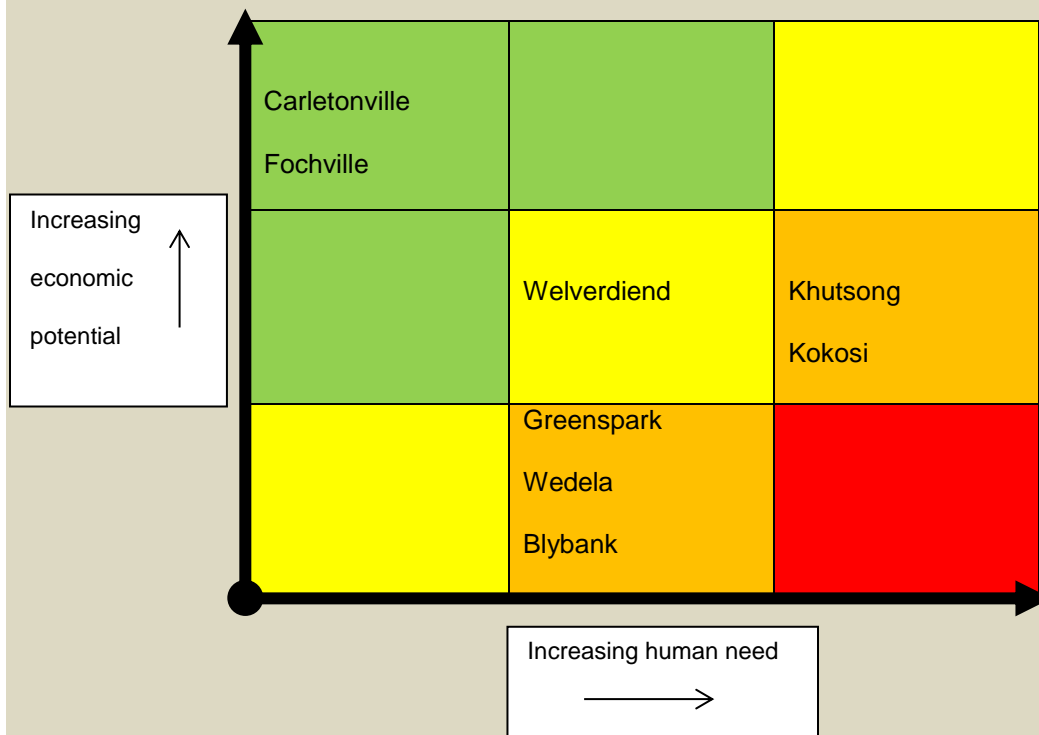 Carletonville
Fochville
Increasing
economic
potential
Welverdiend
Khutsong
Kokosi
Greenspark
Wedela
Blybank
Increasing human need